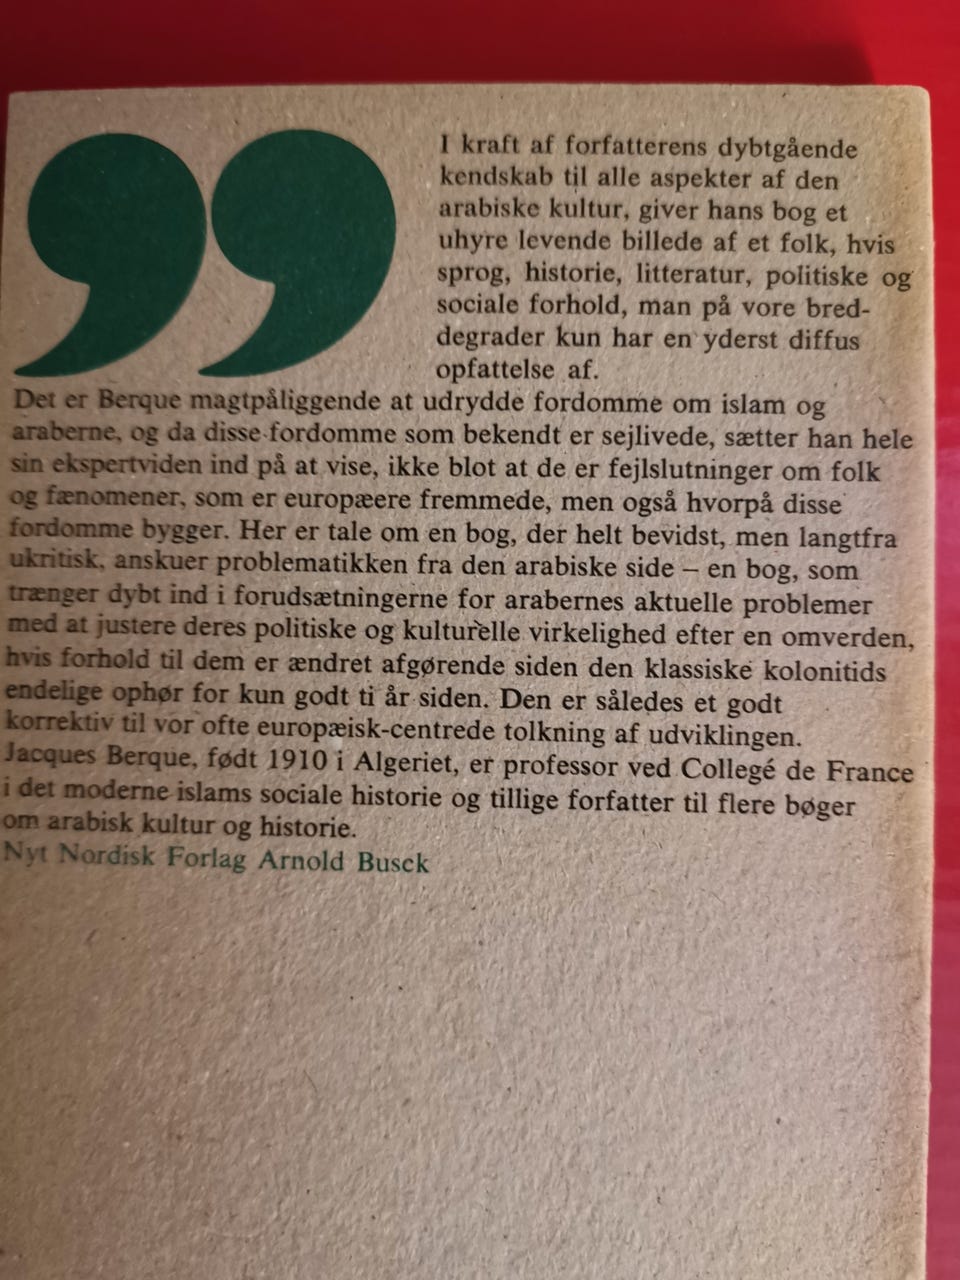 I kraft af forfatterens dybtgående
kendskab til alle aspekter af den
arabiske kultur, giver hans bog et
uhyre levende billede af et folk, hvis
sprog, historie, litteratur, politiske og
sociale forhold, man på vore bred-
degrader kun har en yderst diffus
opfattelse af.
Det er Berque magtpåliggende at udrydde fordomme om islam og
araberne, og da disse fordomme som bekendt er sejlivede, sætter han hele
sin ekspertviden ind på at vise, ikke blot at de er fejlslutninger om folk
og fænomener, som er europæere fremmede, men også hvorpå disse
fordomme bygger. Her er tale om en bog, der helt bevidst, men langtfra
ukritisk, anskuer problematikken fra den arabiske side – en bog, som
trænger dybt ind i forudsætningerne for arabernes aktuelle problemer
med at justere deres politiske og kulturelle virkelighed efter en omverden,
hvis forhold til dem er ændret afgørende siden den klassiske kolonitids
endelige ophør for kun godt ti år siden. Den er således et godt
korrektiv til vor ofte europæisk-centrede tolkning af udviklingen.
Jacques Berque, født 1910 i Algeriet, er professor ved Collegé de France
i det moderne islams sociale historie og tillige forfatter til flere bøger
om arabisk kultur og historie.
Nyt Nordisk Forlag Arnold Busck